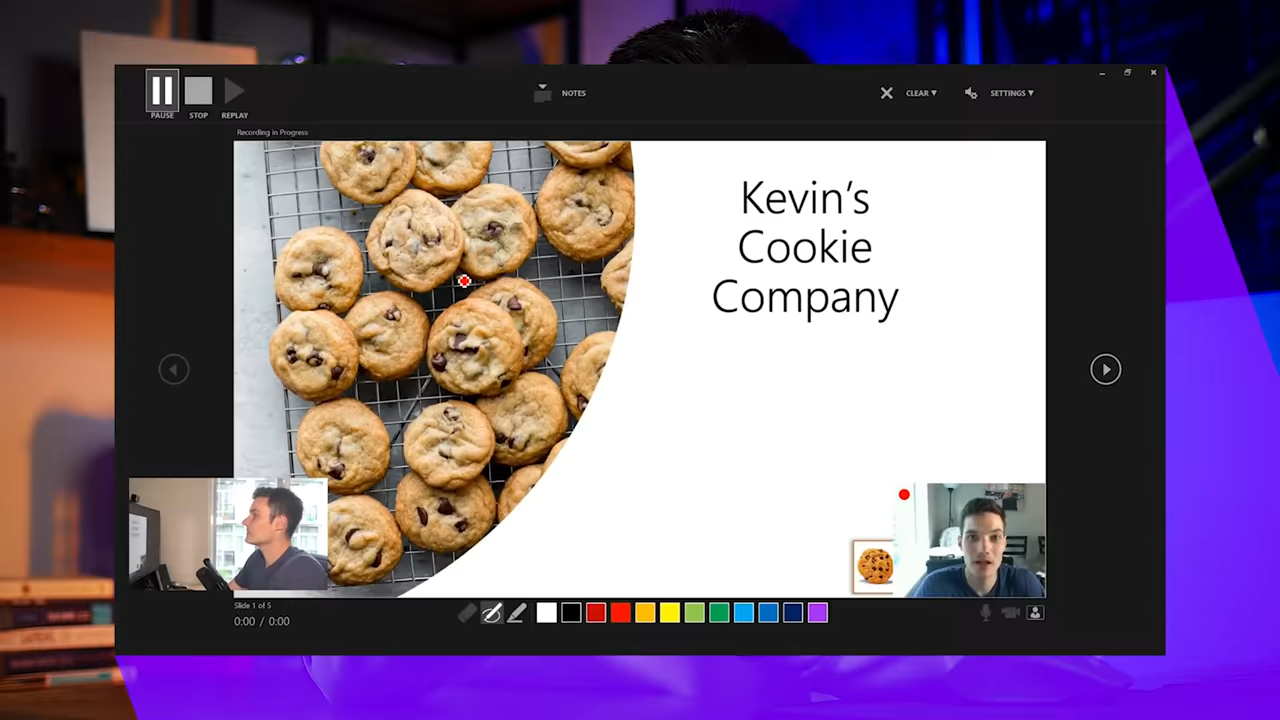 PAUSE
STOP
REPLAY
NOTES
CLEAR ▼
SETTINGS ▼
Recording in Progress
Kevin's
Cookie
Company
Slide 1 of 5
0:00 / 0:00